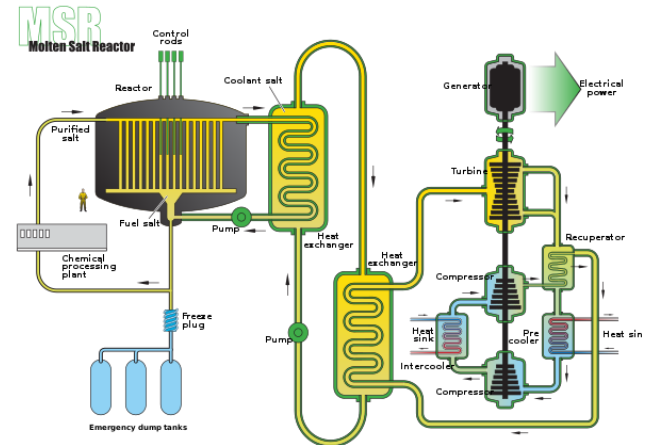 MSR
Molten Salt Reactor
Control
rods
Reactor
Coolant salt
Purified
salt
Fuel salt
Pump
Heat
exchanger
Chemical
processing
plant
Freeze
plug
Emergency dump tanks
Pump
Heat
exchanger
Generator
Electrical
power
Turbine
Recuperator
Compressor
Heat
sink
Pre
cooler
Heat sin
Intercooler
Compressor